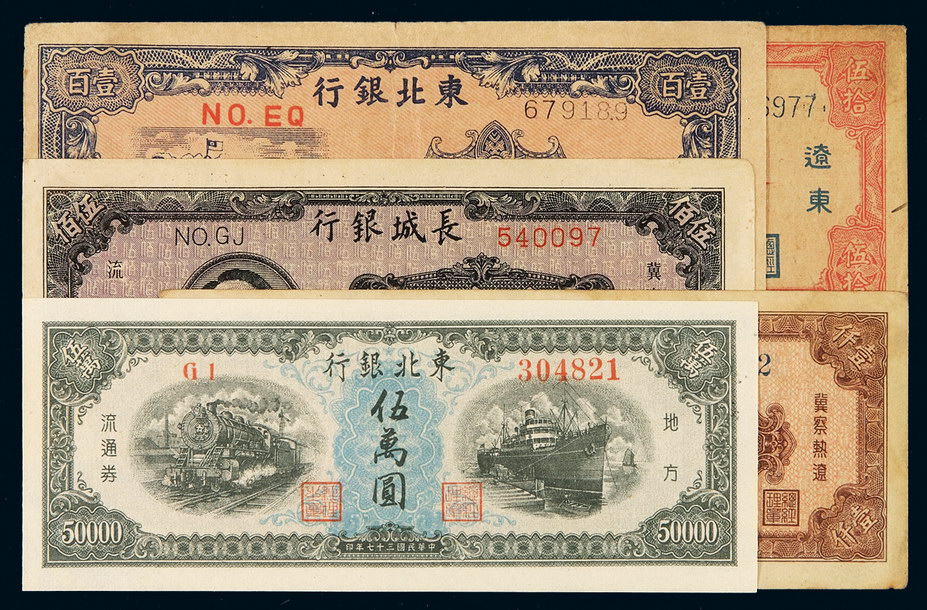 壹百
東北銀行
壹百
NO. EQ
679189
伍拾
6977
遼東
伍拾
伍佰
長城銀行
伍佰
NO.GJ
540097
冀
流
伍萬
東北銀行
伍萬
G1
304821
伍萬圓
地方
流通券
50000
50000
中華民國三十七年印
壹仟
2
冀察熱遼
壹仟